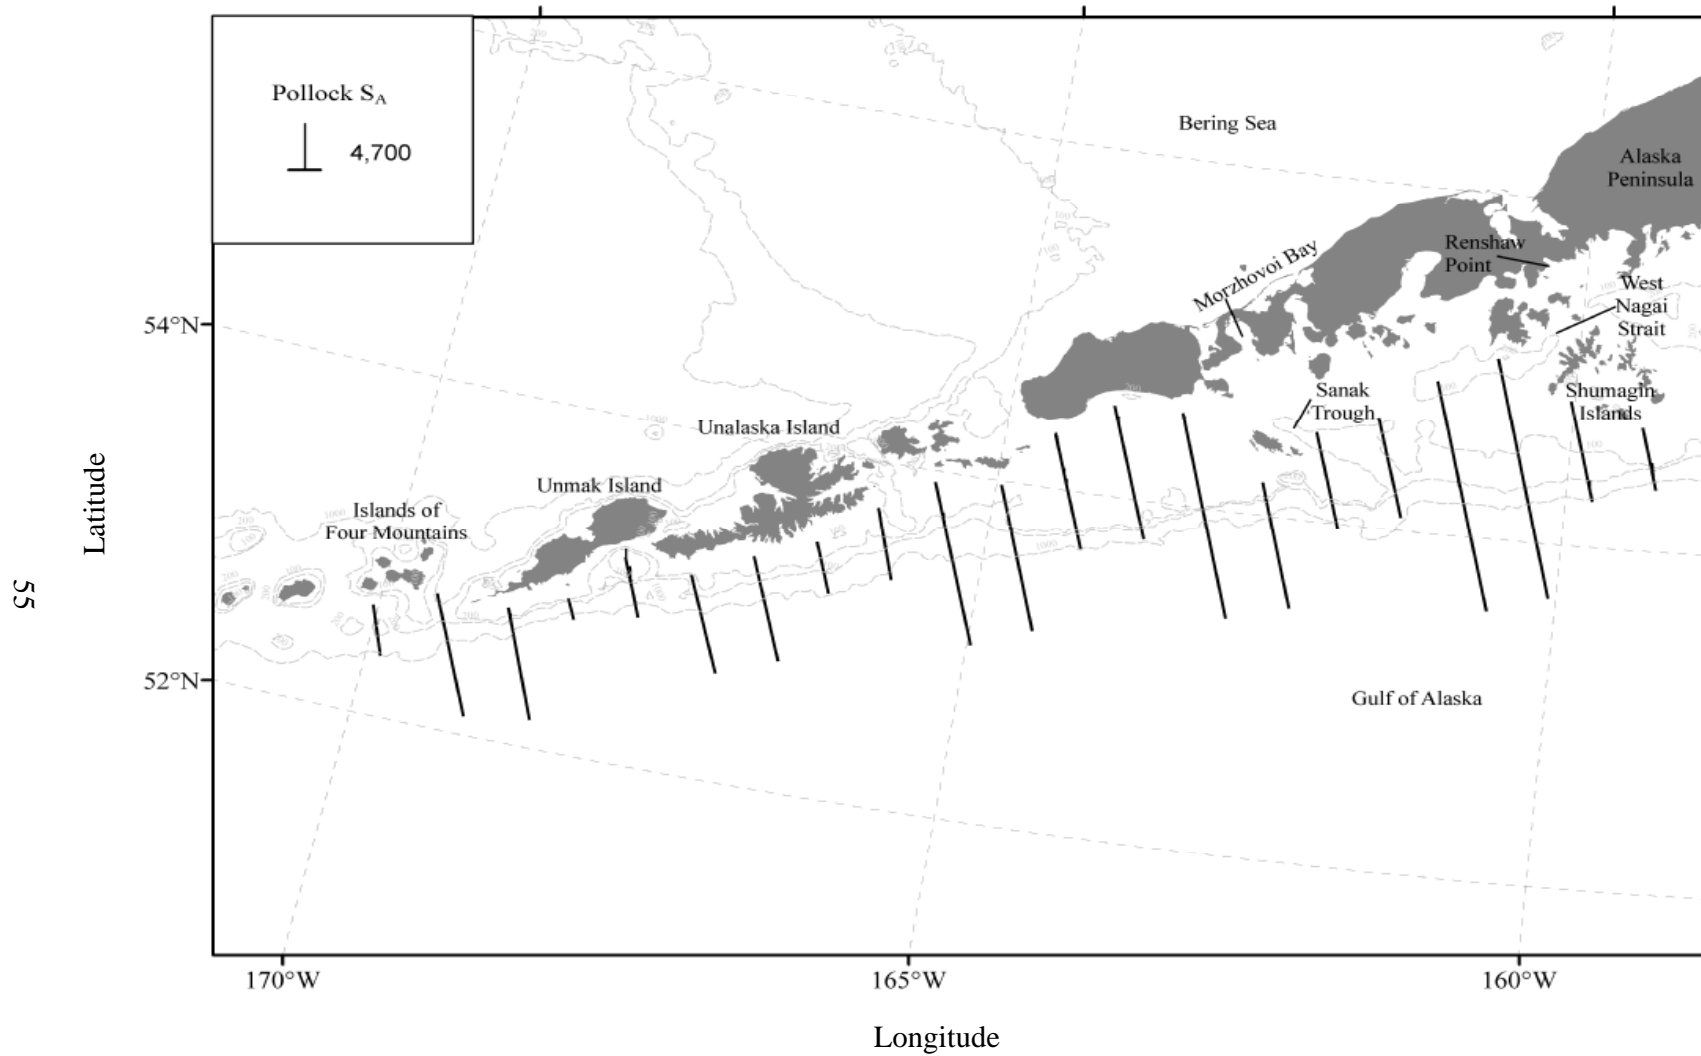 Pollock SA
4,700
Bering Sea
Alaska
Peninsula
Renshaw
Point
Morzhovoi Bay
West
Nagai
Strait
54°N
Sanak
Trough
Shumagin
Islands
Unalaska Island
Unmak Island
Islands of
Four Mountains
Latitude
55
52°N
Gulf of Alaska
170°W
165°W
160°W
Longitude